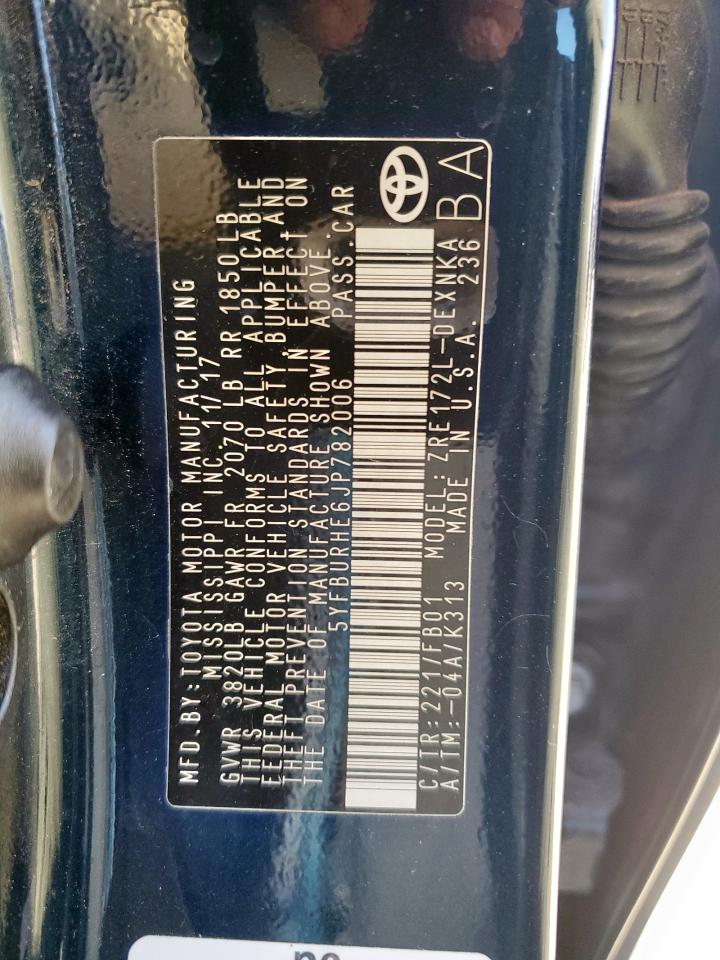 MFD.BY:TOYOTA MOTOR MANUFACTURING
MISSISSIPPI INC. 11/17
GVWR 3820LB GAWR FR 2070LB RR 1850LB
THIS VEHICLE CONFORMS TO ALL APPLICABLE
FEDERAL MOTOR VEHICLE SAFETY, BUMPER AND
THEFT PREVENTION STANDARDS IN EFFECT ON
THE DATE OF MANUFACTURE SHOWN ABOVE.
5YFBURHE6JP782006 PASS.CAR
C/TR:221/FB01 MODEL:ZRE172L-DEXNKA
A/TM:-04A/K313 MADE IN U.S.A. 236
BA